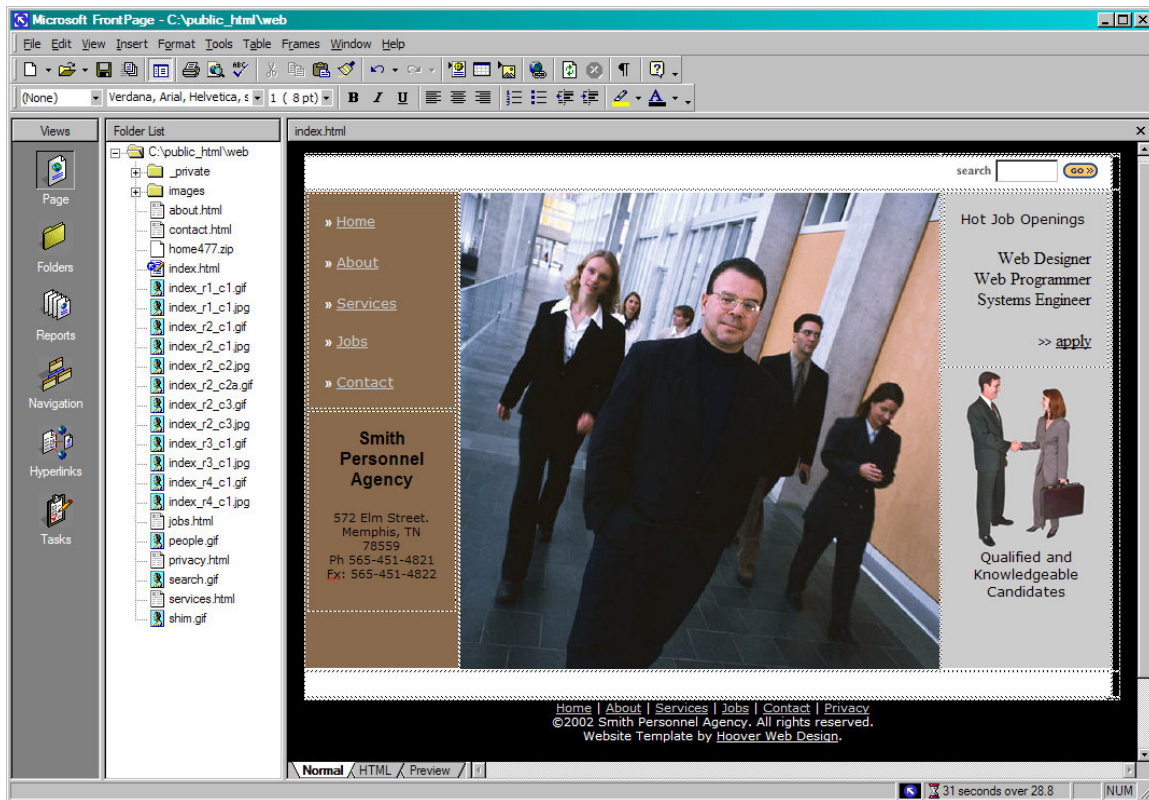 Microsoft FrontPage - C:\public_html\web
File Edit View Insert Format Tools Table Frames Window Help
(None) Verdana, Arial, Helvetica, s 1 ( 8 pt) B I U A
Views
Page
Folders
Reports
Navigation
Hyperlinks
Tasks
Folder List
C:\public_html\web
_private
images
about.html
contact.html
home477.zip
index.html
index_r1_c1.gif
index_r1_c1.jpg
index_r2_c1.gif
index_r2_c1.jpg
index_r2_c2.jpg
index_r2_c2a.gif
index_r2_c3.gif
index_r2_c3.jpg
index_r3_c1.gif
index_r3_c1.jpg
index_r4_c1.gif
index_r4_c1.jpg
jobs.html
people.gif
privacy.html
search.gif
services.html
shim.gif
index.html
search GO »
» Home
» About
» Services
» Jobs
» Contact
Smith
Personnel
Agency
572 Elm Street.
Memphis, TN
78559
Ph 565-451-4821
Fx: 565-451-4822
Hot Job Openings
Web Designer
Web Programmer
Systems Engineer
>> apply
Qualified and
Knowledgeable
Candidates
Home | About | Services | Jobs | Contact | Privacy
©2002 Smith Personnel Agency. All rights reserved.
Website Template by Hoover Web Design.
Normal HTML Preview
31 seconds over 28.8 NUM